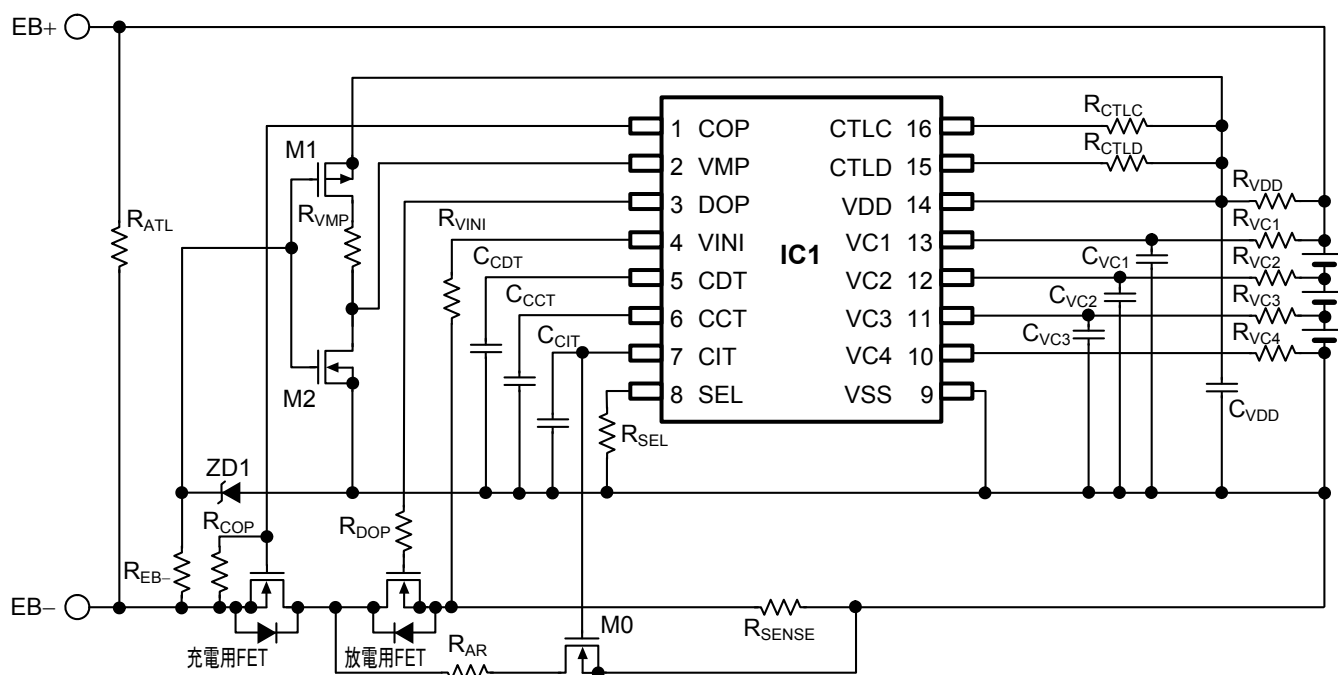 EB+
M1
R_ATL
R_VMP
M2
R_VINI
C_CDT
C_CCT
C_CIT
IC1
1 COP CTLC 16
2 VMP CTLD 15
3 DOP VDD 14
4 VINI VC1 13
5 CDT VC2 12
6 CCT VC3 11
7 CIT VC4 10
8 SEL VSS 9
R_CTLC
R_CTLD
R_VDD
R_VC1
C_VC1
R_VC2
C_VC2
R_VC3
C_VC3
R_VC4
R_SEL
C_VDD
ZD1
R_COP
R_DOP
R_EB−
EB−
充電用FET
放電用FET
R_AR
M0
R_SENSE